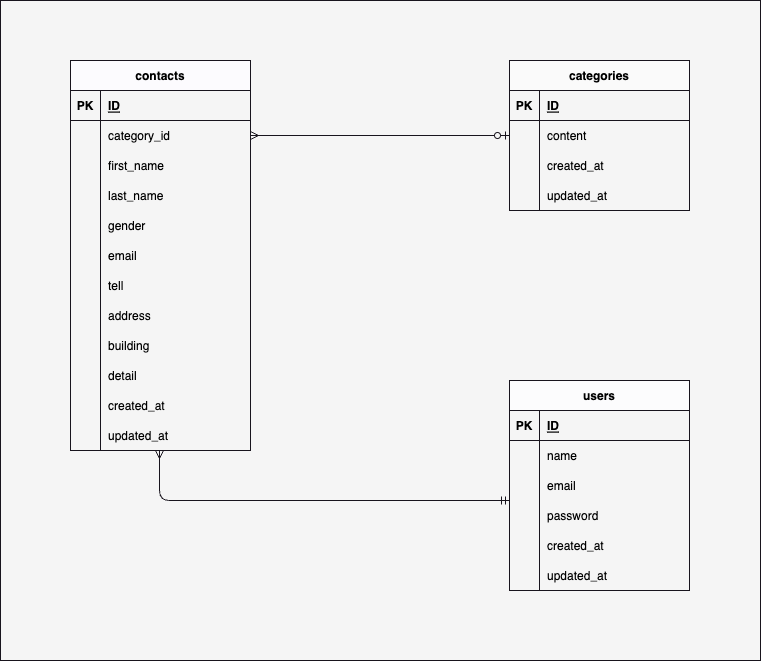 contacts
PK ID
category_id
first_name
last_name
gender
email
tell
address
building
detail
created_at
updated_at
categories
PK ID
content
created_at
updated_at
users
PK ID
name
email
password
created_at
updated_at